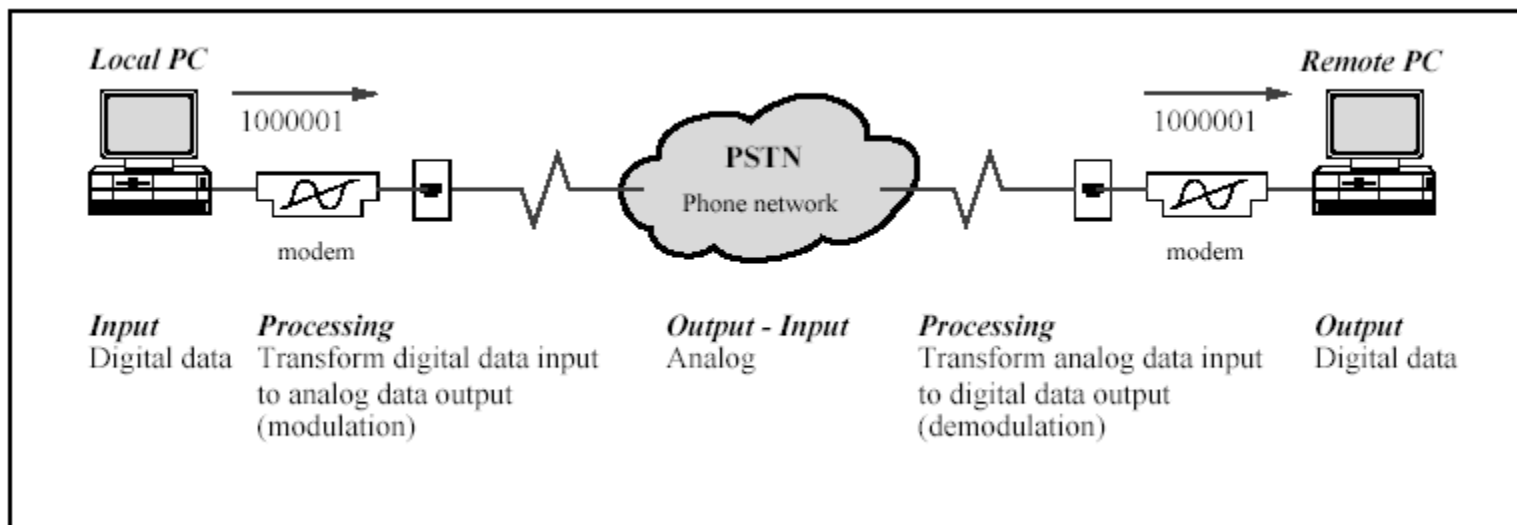 Local PC
Remote PC
1000001
1000001
PSTN
Phone network
modem
modem
Input
Digital data
Processing
Transform digital data input
to analog data output
(modulation)
Output - Input
Analog
Processing
Transform analog data input
to digital data output
(demodulation)
Output
Digital data